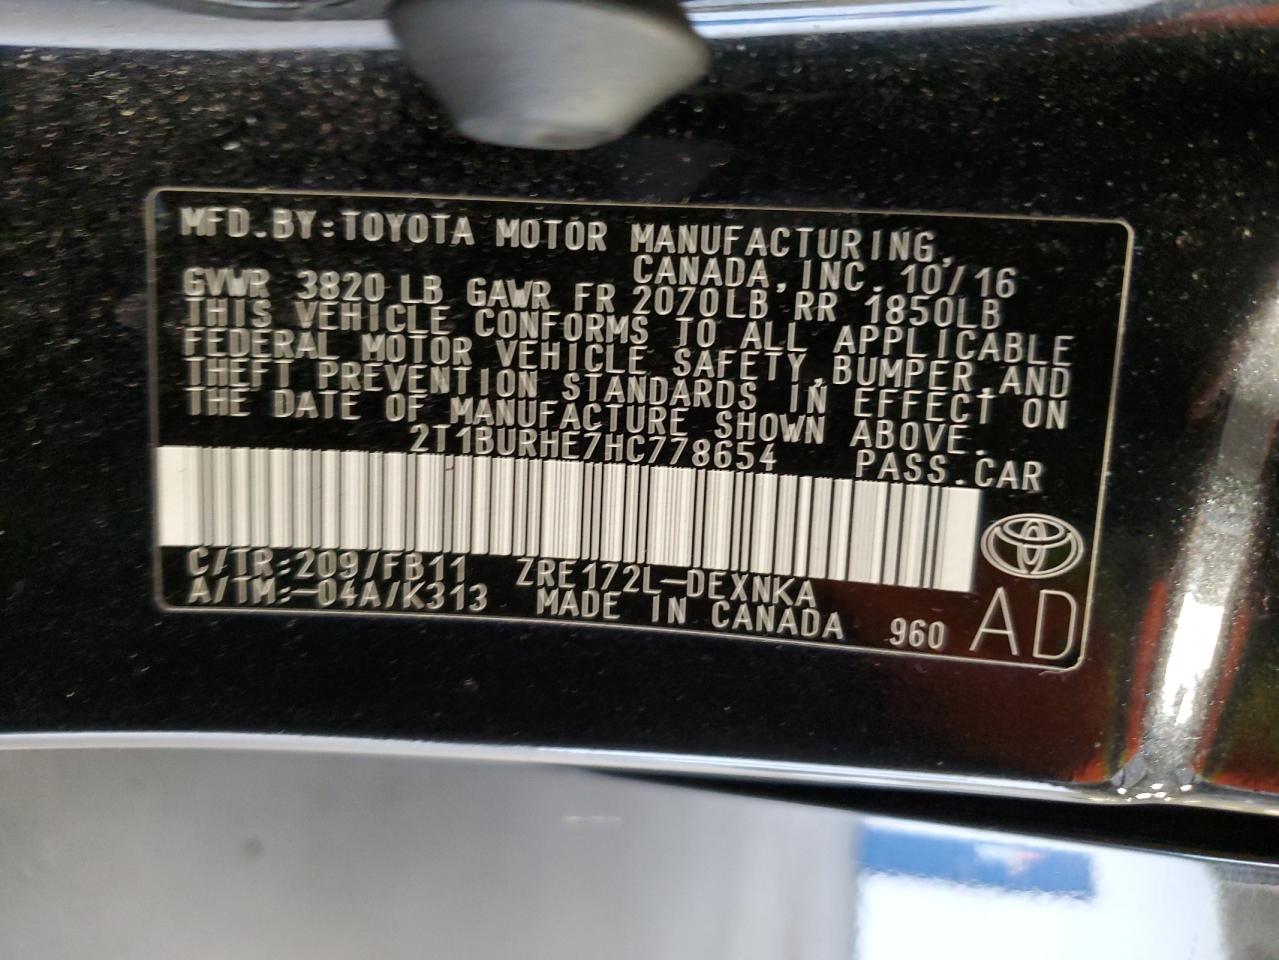 MFD.BY:TOYOTA MOTOR MANUFACTURING,
CANADA,INC. 10/16
GVWR 3820 LB GAWR FR 2070LB RR 1850LB
THIS VEHICLE CONFORMS TO ALL APPLICABLE
FEDERAL MOTOR VEHICLE SAFETY,BUMPER,AND
THEFT PREVENTION STANDARDS IN EFFECT ON
THE DATE OF MANUFACTURE SHOWN ABOVE.
2T1BURHE7HC778654 PASS.CAR
C/TR:209/FB11 ZRE172L-DEXNKA
A/TM:-04A/K313 MADE IN CANADA 960 AD